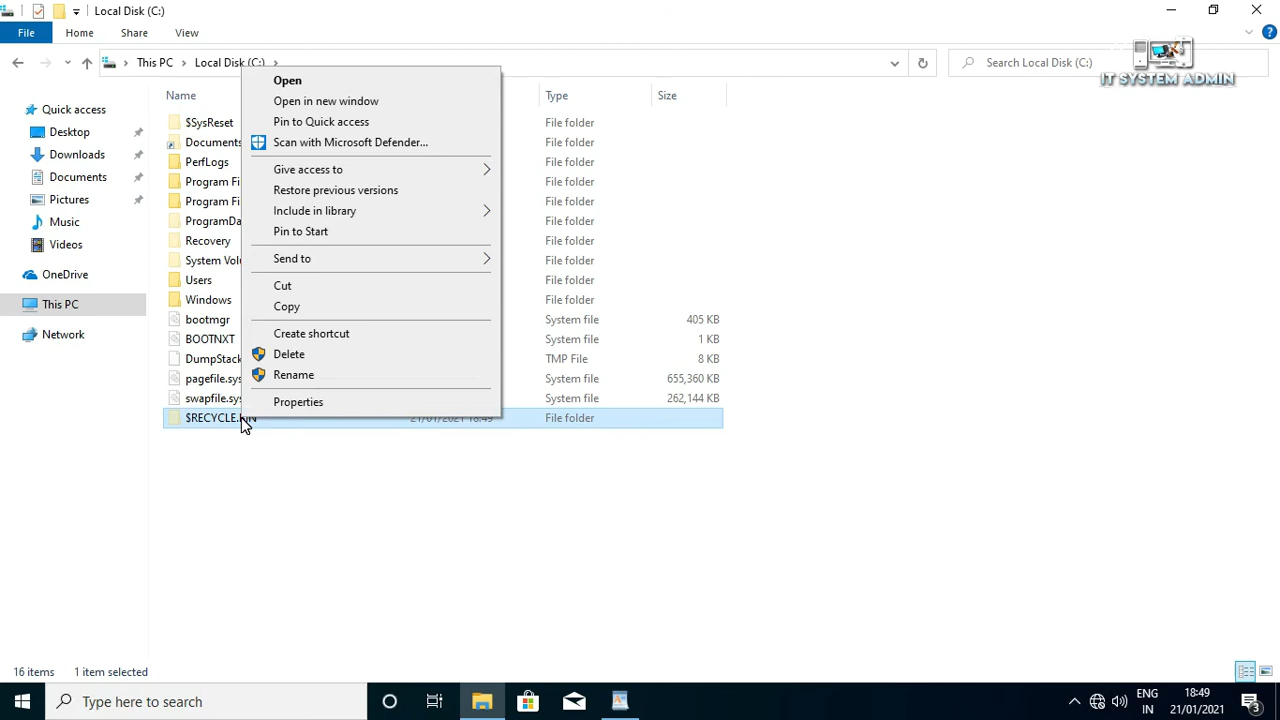 Local Disk (C:)
File Home Share View
This PC Local Disk (C:) Search Local Disk (C:)
IT SYSTEM ADMIN
Name Type Size
Quick access
Desktop
Downloads
Documents
Pictures
Music
Videos
OneDrive
This PC
Network
$SysReset File folder
Documents File folder
PerfLogs File folder
Program Fi File folder
Program Fi File folder
ProgramDa File folder
Recovery File folder
System Volu File folder
Users File folder
Windows File folder
bootmgr System file 405 KB
BOOTNXT System file 1 KB
DumpStack TMP File 8 KB
pagefile.sys System file 655,360 KB
swapfile.sys System file 262,144 KB
$RECYCLE.BIN 21/01/2021 18:49 File folder
Open
Open in new window
Pin to Quick access
Scan with Microsoft Defender...
Give access to
Restore previous versions
Include in library
Pin to Start
Send to
Cut
Copy
Create shortcut
Delete
Rename
Properties
16 items 1 item selected
Type here to search
ENG
IN
18:49
21/01/2021
3